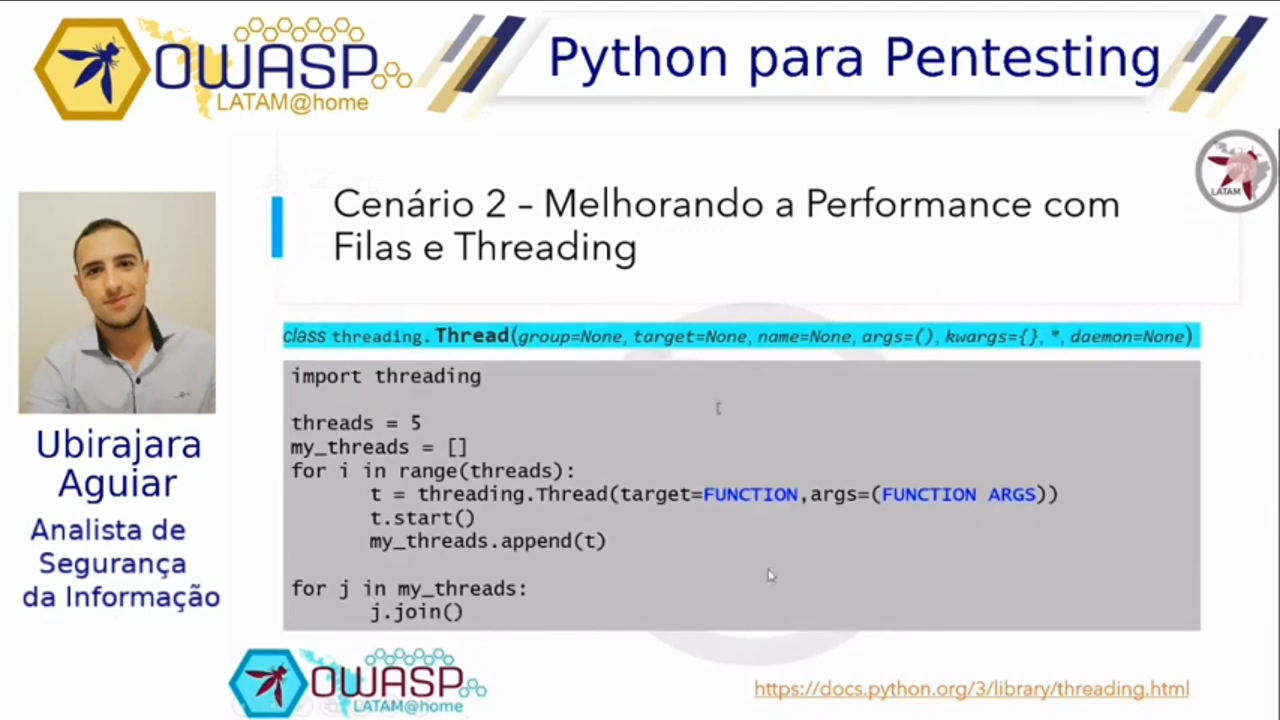 OWASP
LATAM@home
Python para Pentesting
LATAM
Cenário 2 – Melhorando a Performance com
Filas e Threading
class threading.Thread(group=None, target=None, name=None, args=(), kwargs={}, *, daemon=None)
import threading
threads = 5
my_threads = []
for i in range(threads):
t = threading.Thread(target=FUNCTION,args=(FUNCTION ARGS))
t.start()
my_threads.append(t)
for j in my_threads:
j.join()
Ubirajara
Aguiar
Analista de
Segurança
da Informação
OWASP
LATAM@home
https://docs.python.org/3/library/threading.html